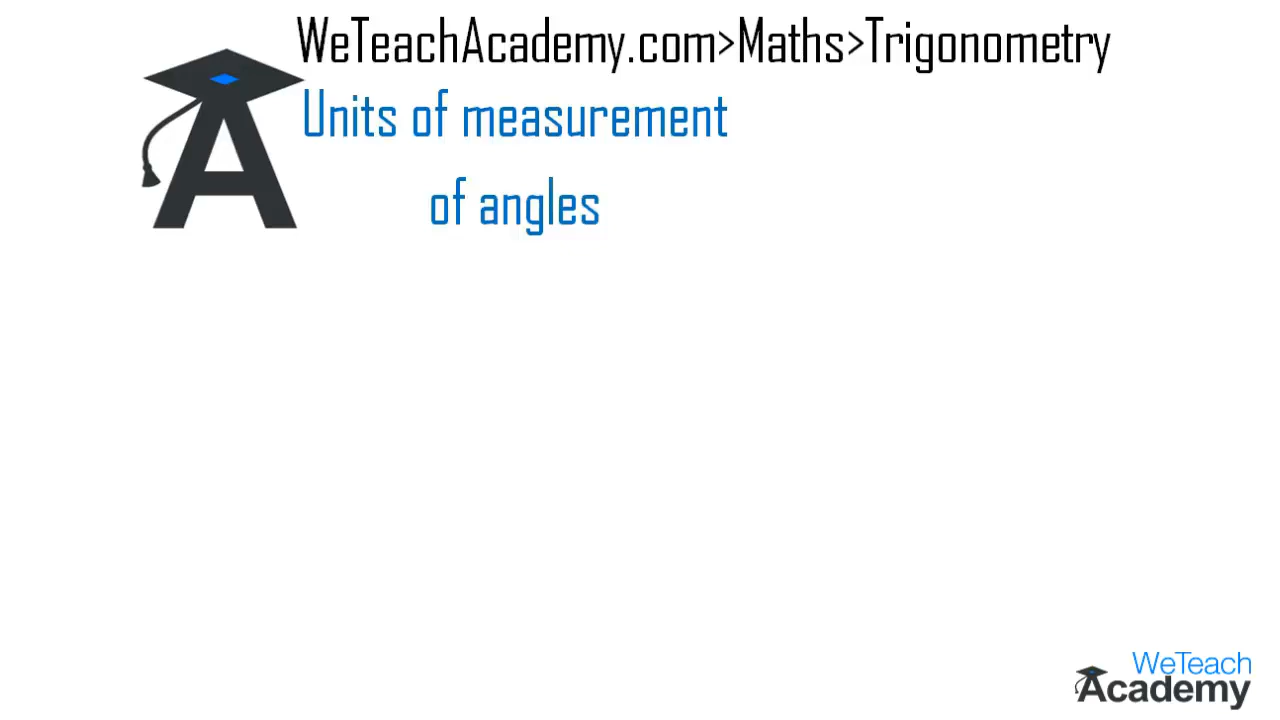 WeTeachAcademy.com>Maths>Trigonometry
Units of measurement
of angles
WeTeach
Academy